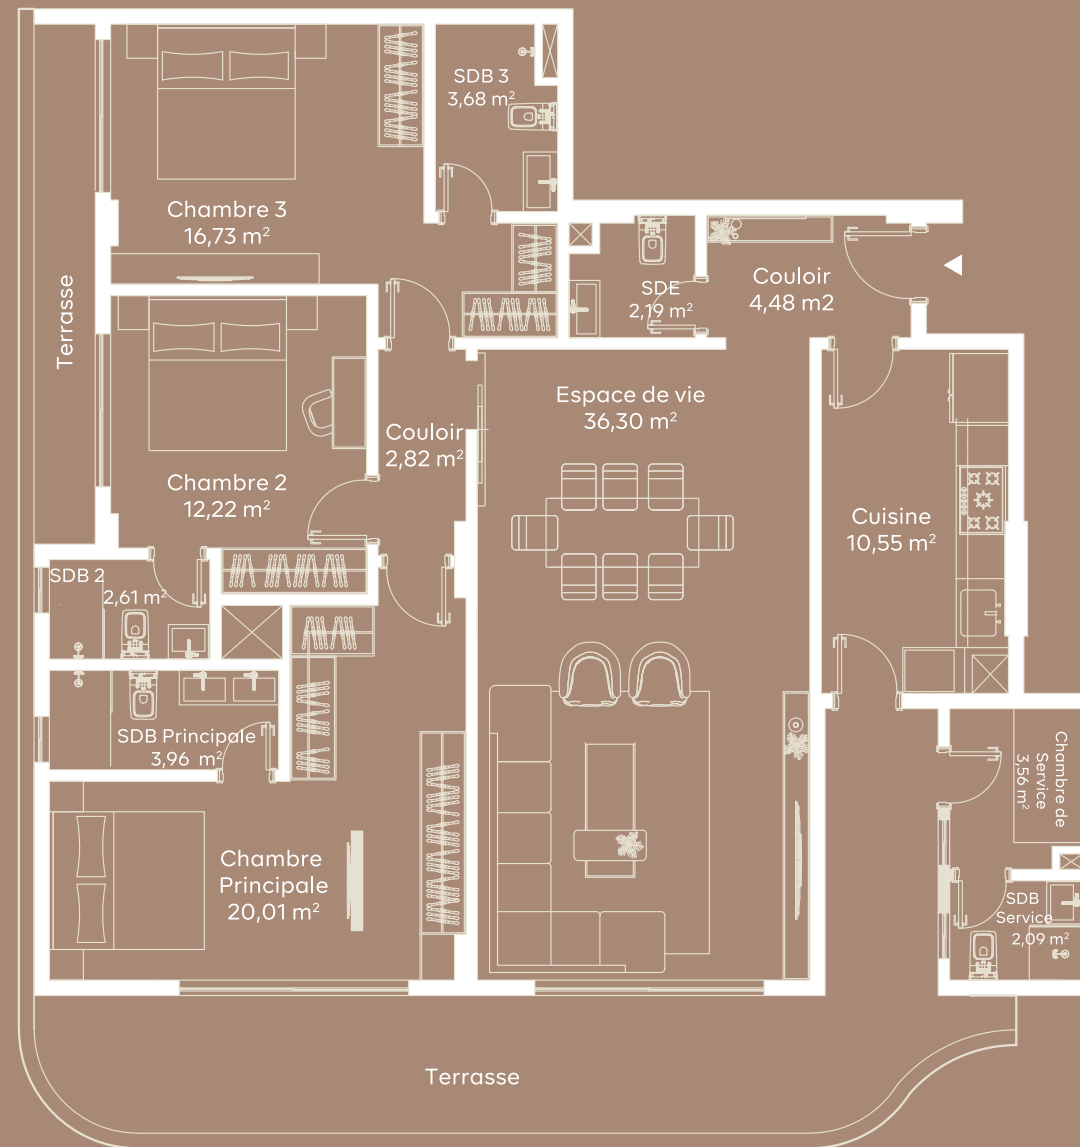 SDB 3
3,68 m²
Chambre 3
16,73 m²
Terrasse
SDE
2,19 m²
Couloir
4,48 m2
Chambre 2
12,22 m²
Couloir
2,82 m²
Espace de vie
36,30 m²
Cuisine
10,55 m²
SDB 2
2,61 m²
SDB Principale
3,96 m²
Chambre
Principale
20,01 m²
Chambre de
Service
3,56 m²
SDB
Service
2,09 m²
Terrasse